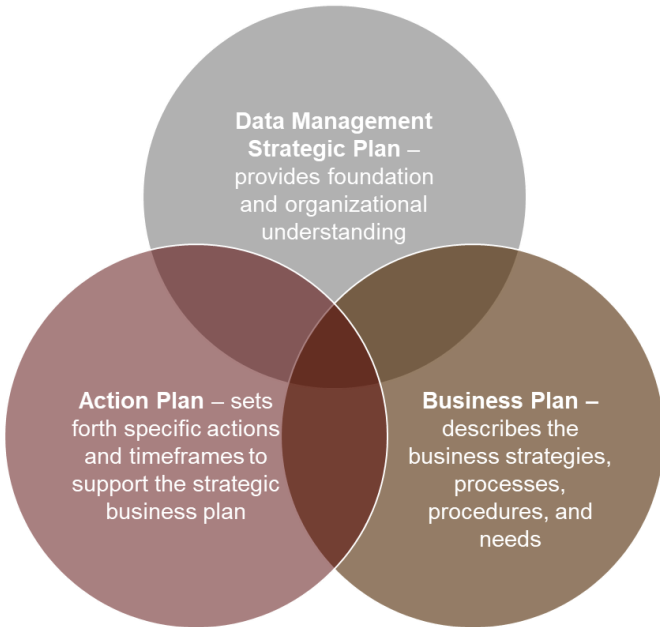 Data Management
Strategic Plan –
provides foundation
and organizational
understanding
Action Plan – sets
forth specific actions
and timeframes to
support the strategic
business plan
Business Plan –
describes the
business strategies,
processes,
procedures, and
needs